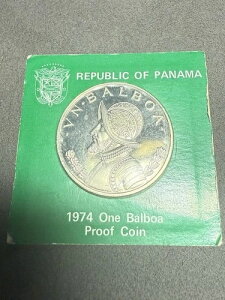 REPUBLIC OF PANAMA
VN·BALBOA
1974 One Balboa
Proof Coin